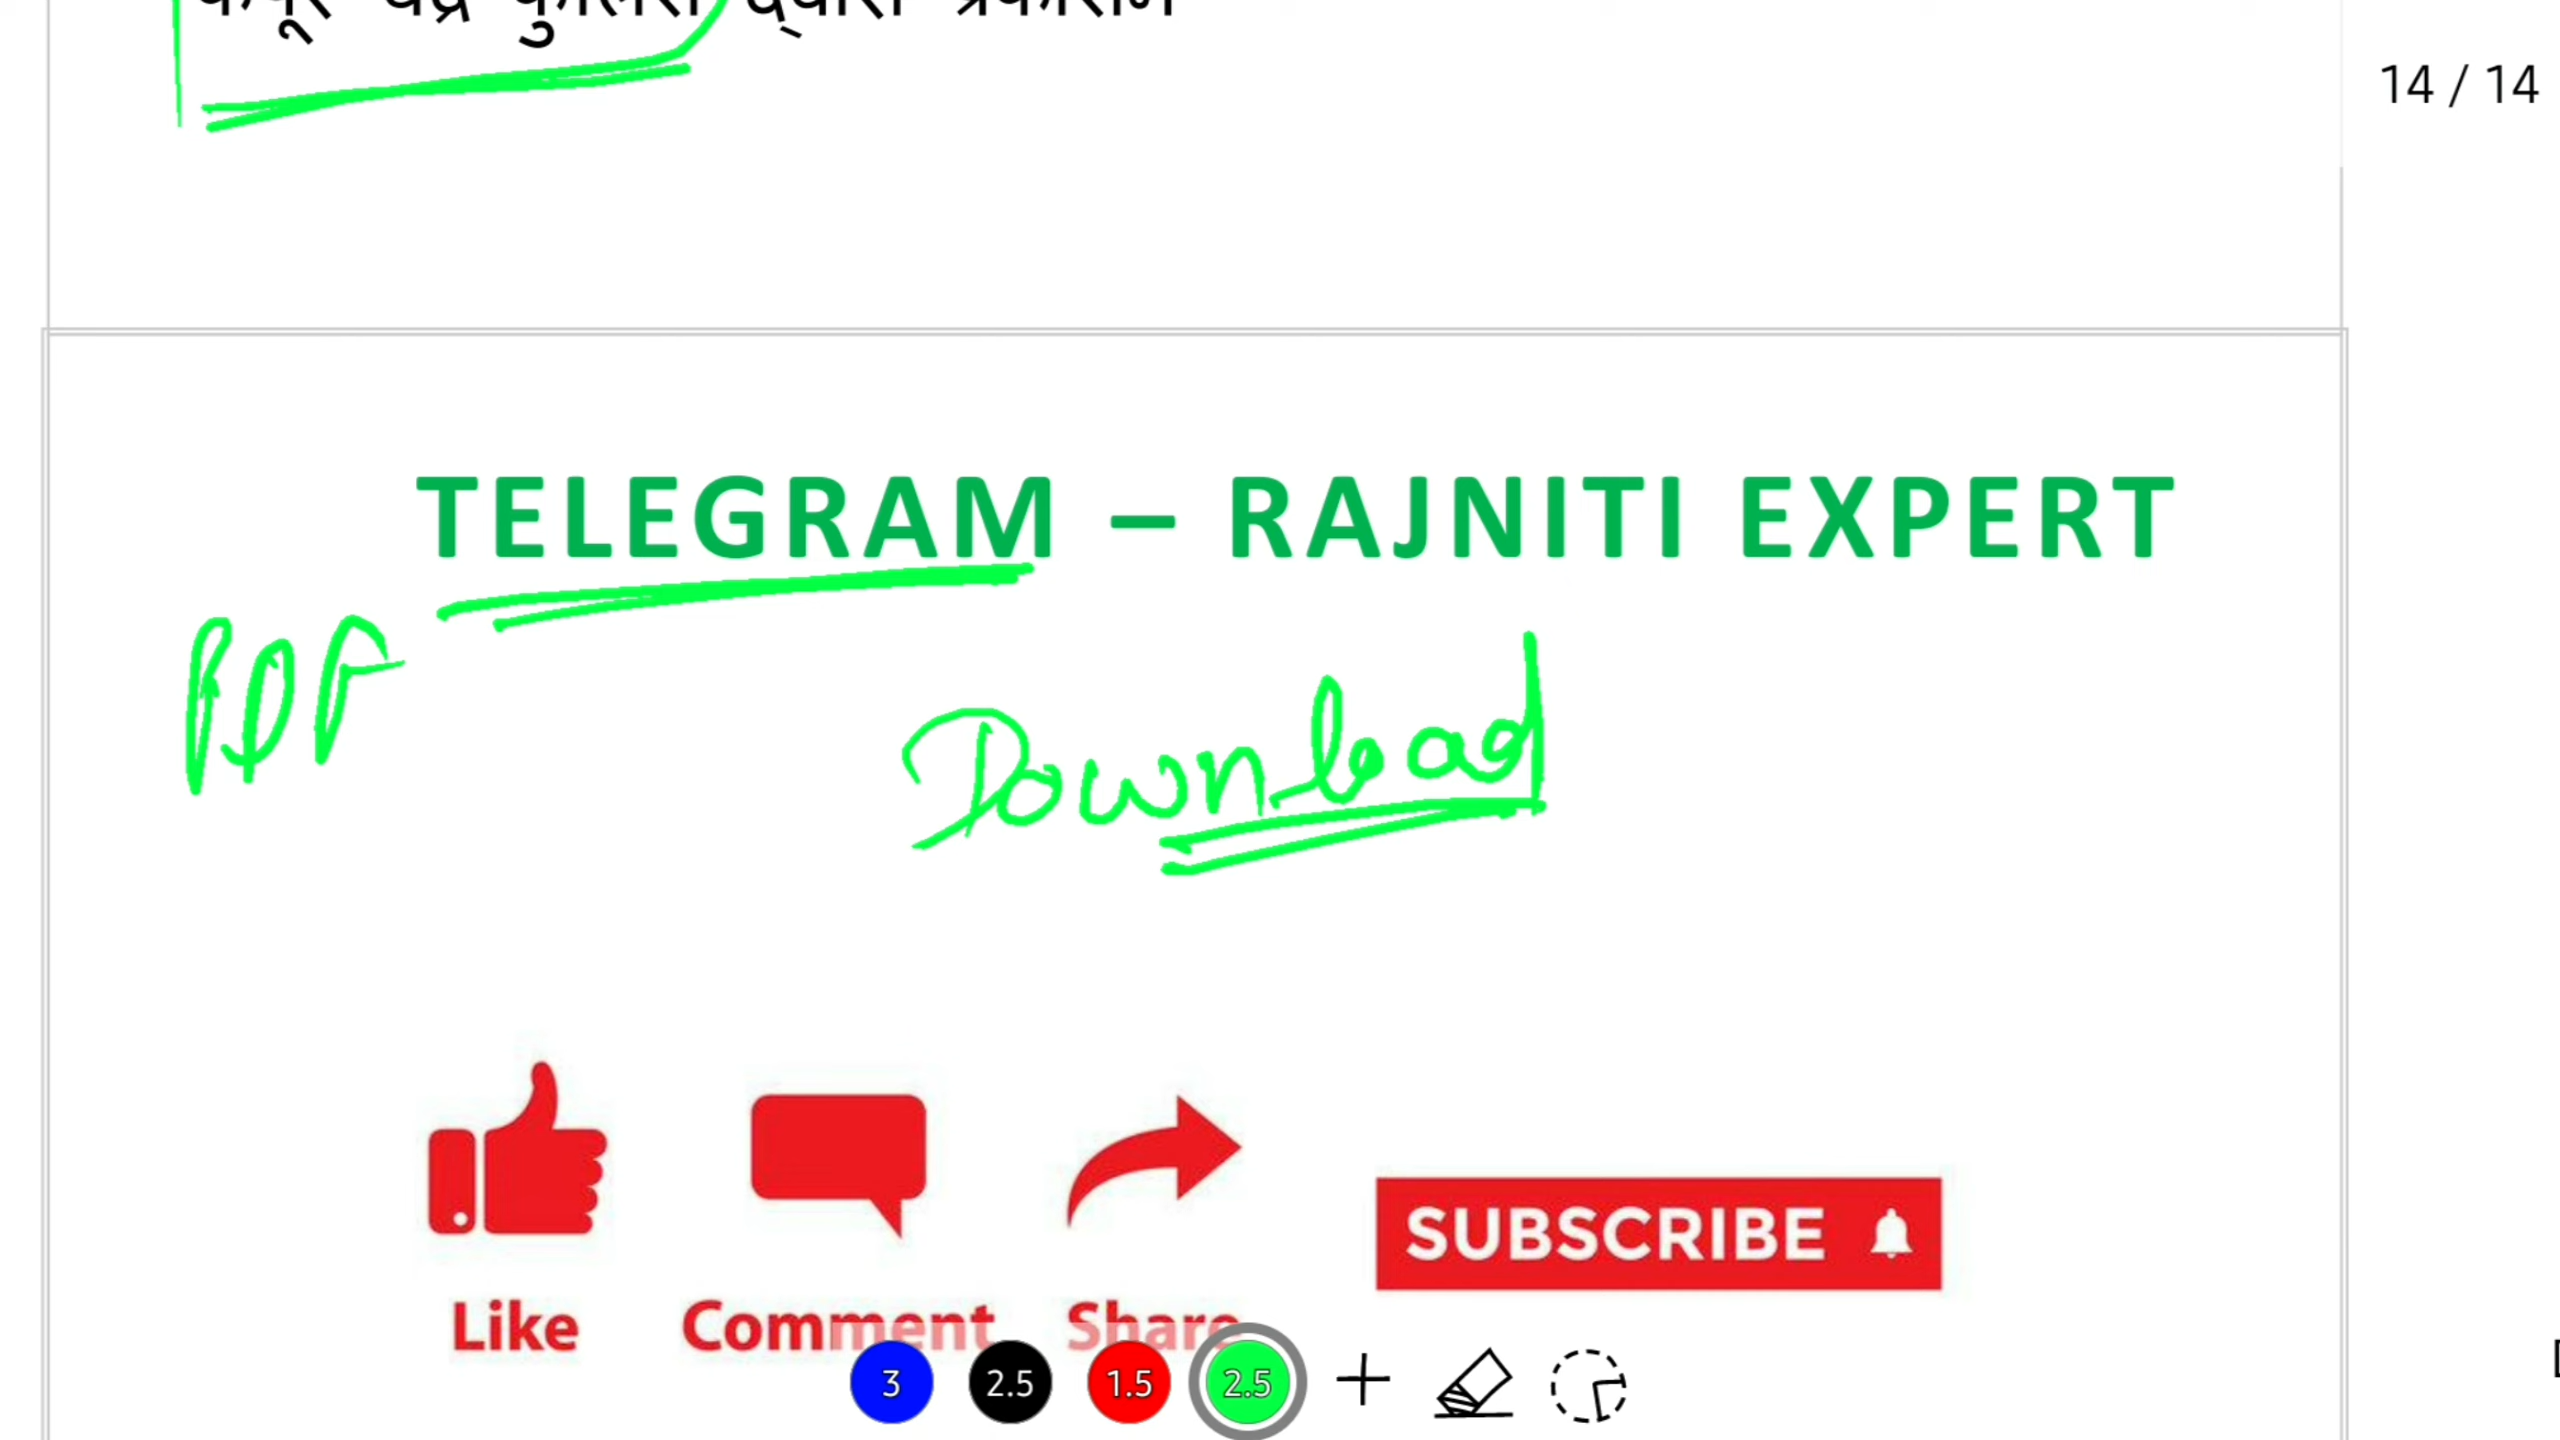 14 / 14
TELEGRAM – RAJNITI EXPERT
PDF
Download
SUBSCRIBE
Like Comment Share
3 2.5 1.5 2.5